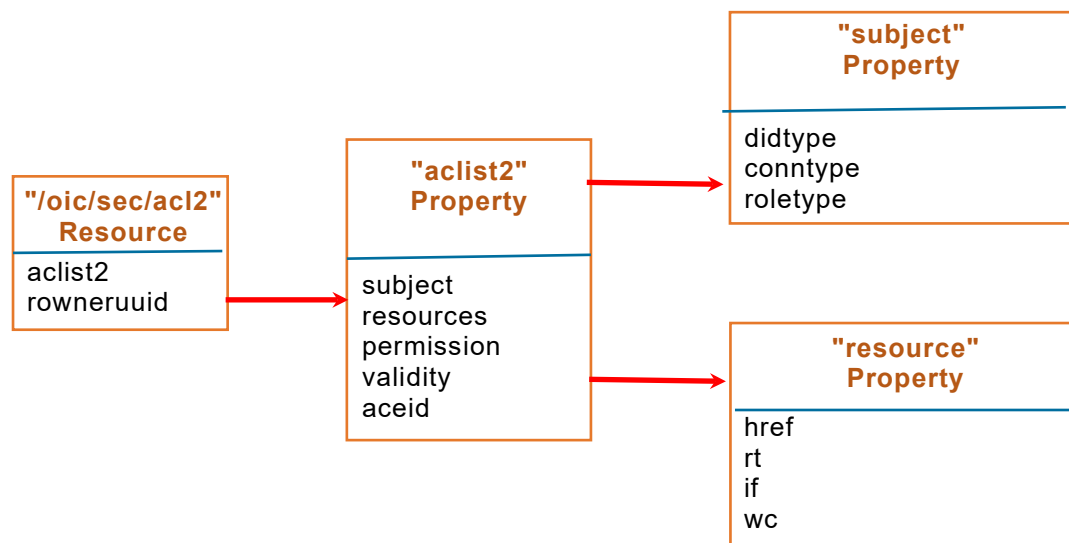 "/oic/sec/acl2"
Resource
aclist2
rowneruuid
"aclist2"
Property
subject
resources
permission
validity
aceid
"subject"
Property
didtype
conntype
roletype
"resource"
Property
href
rt
if
wc